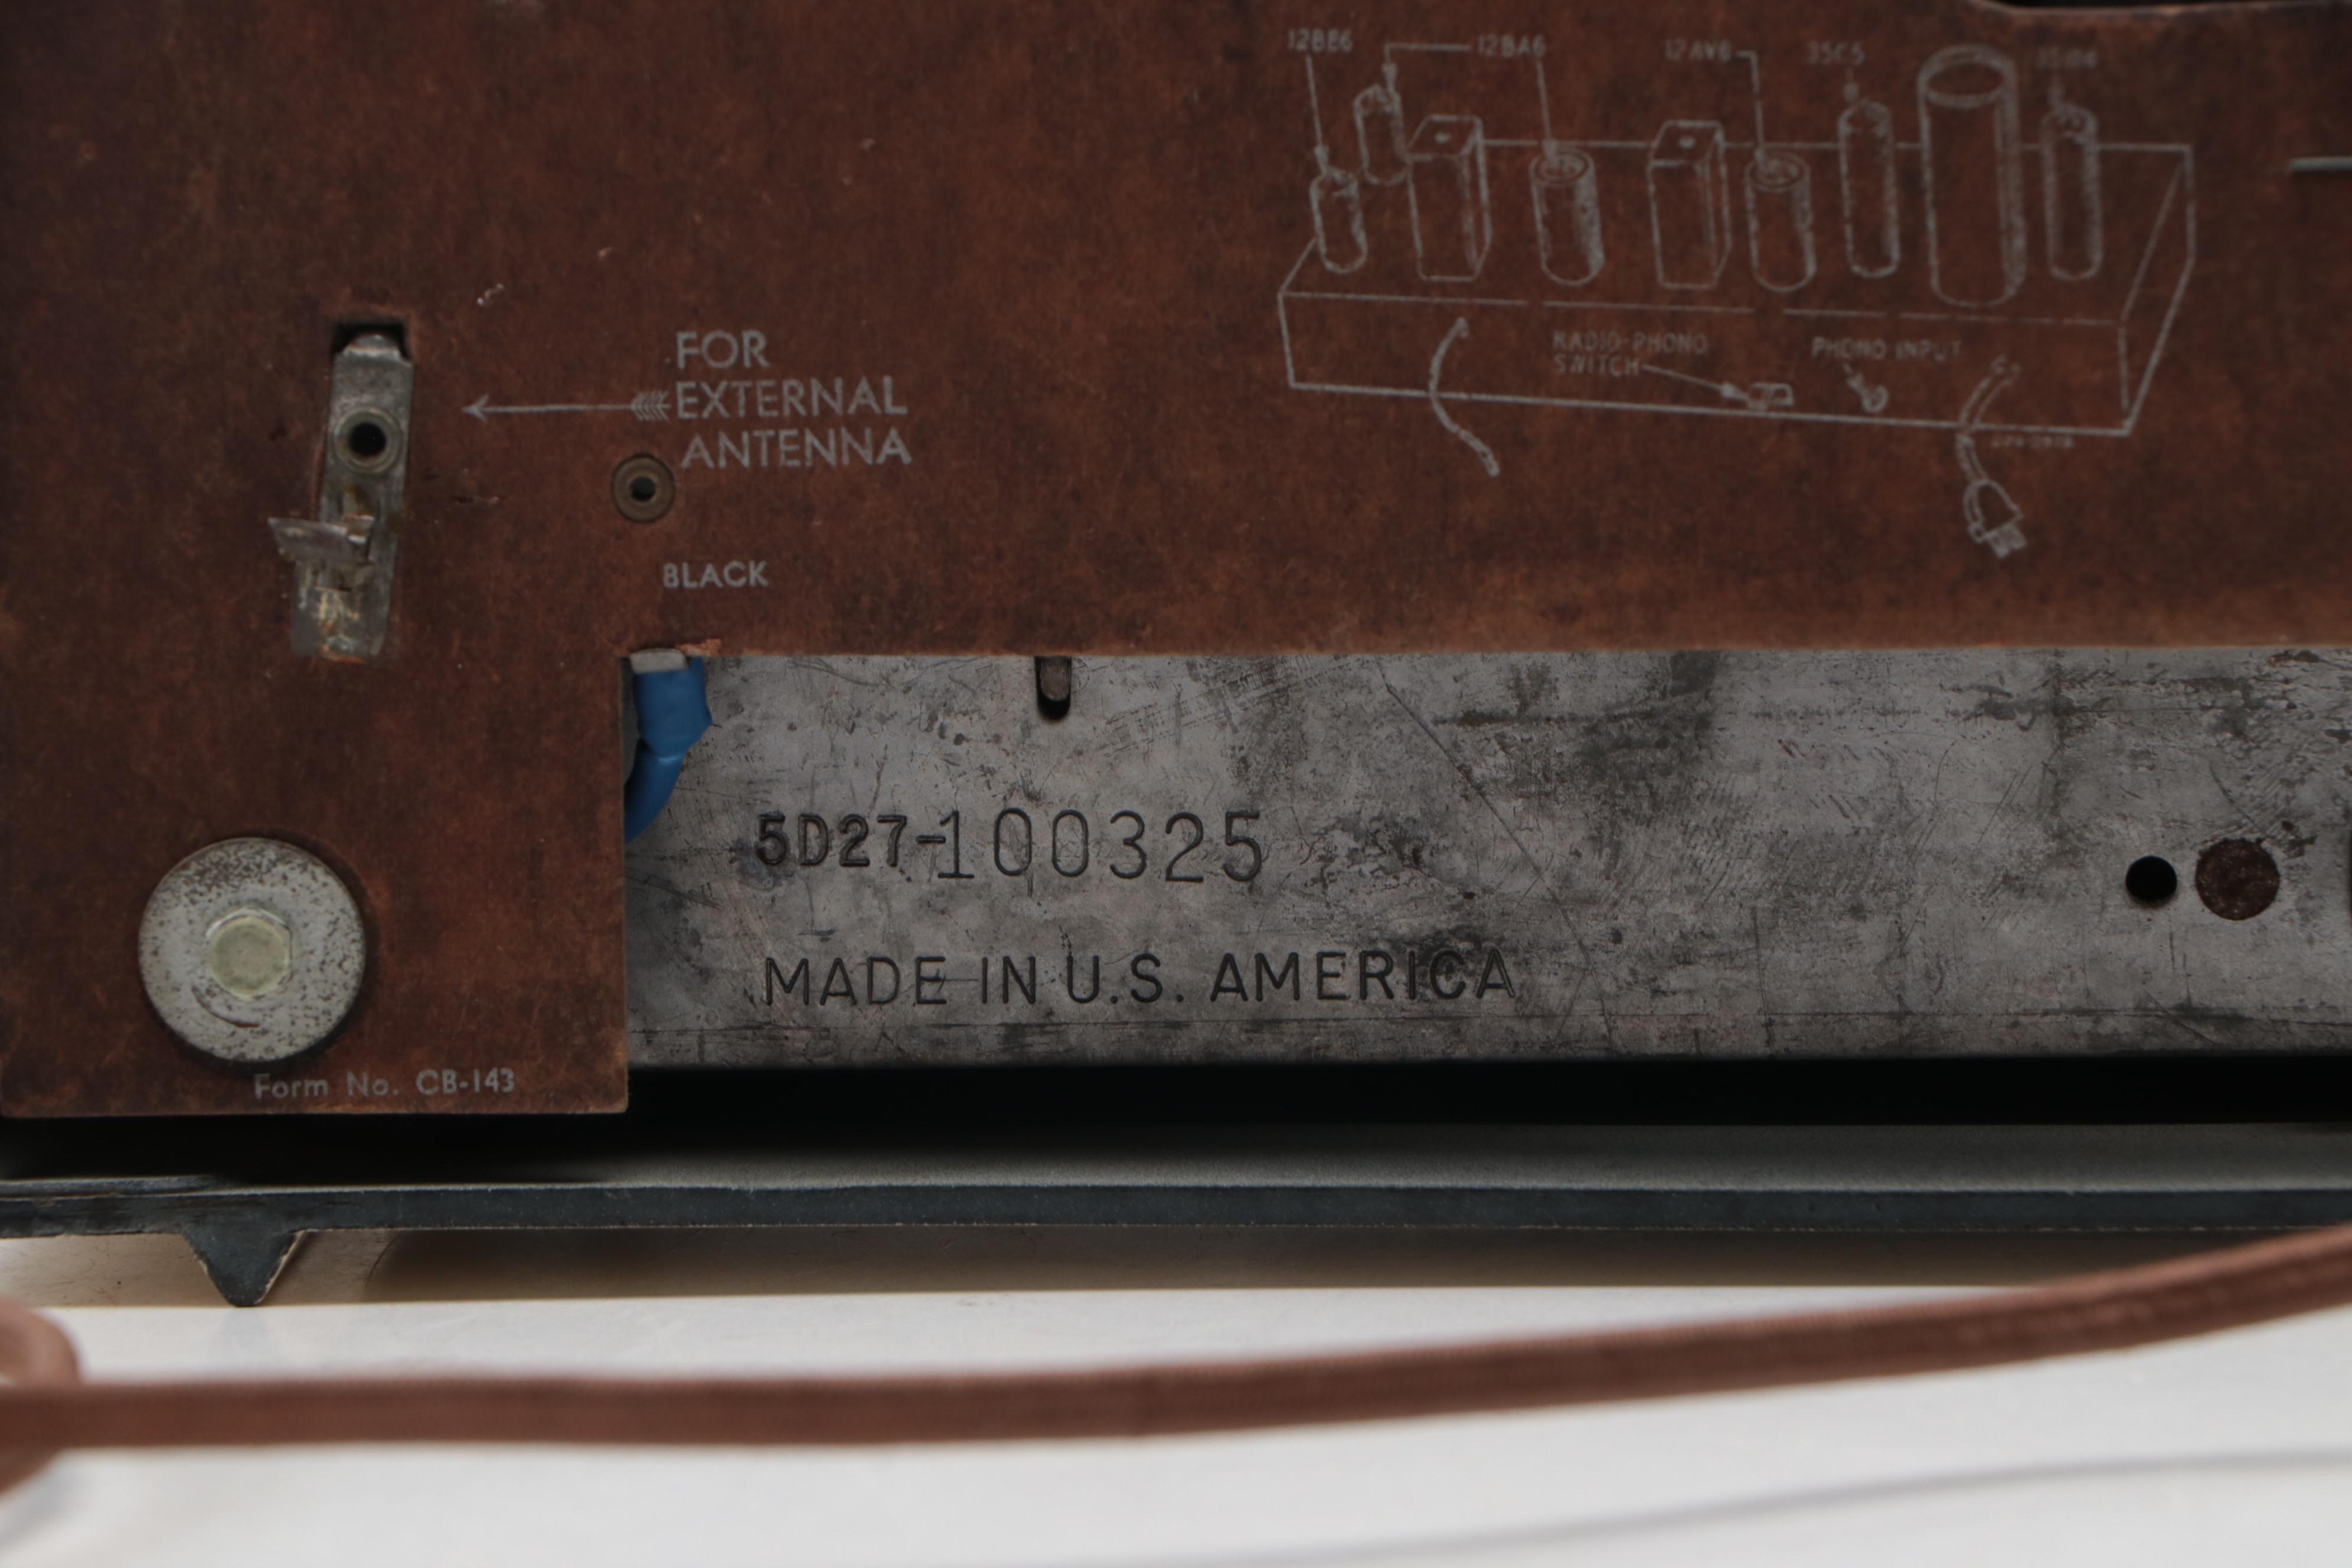 12BE6 12BA6 12AV6 35C5
FOR
EXTERNAL
ANTENNA
RADIO-PHONO
SWITCH
PHONO INPUT
BLACK
5D27-100325
MADE IN U.S. AMERICA
Form No. CB-143